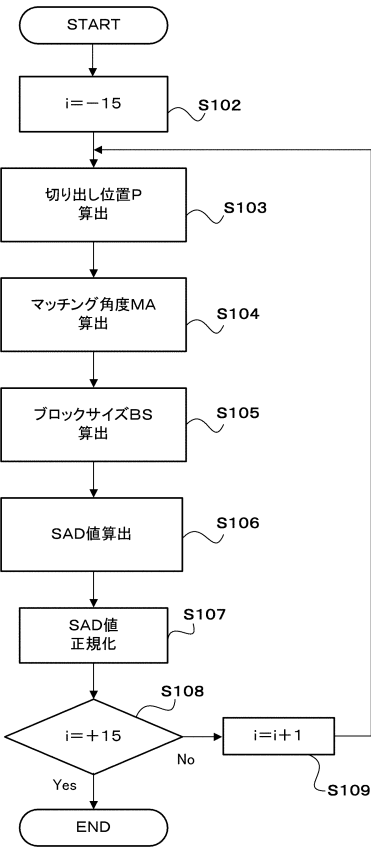 START
i=-15
S102
切り出し位置P
算出
S103
マッチング角度MA
算出
S104
ブロックサイズBS
算出
S105
SAD値算出
S106
SAD値
正規化
S107
i=+15
S108
No
i=i+1
S109
Yes
END